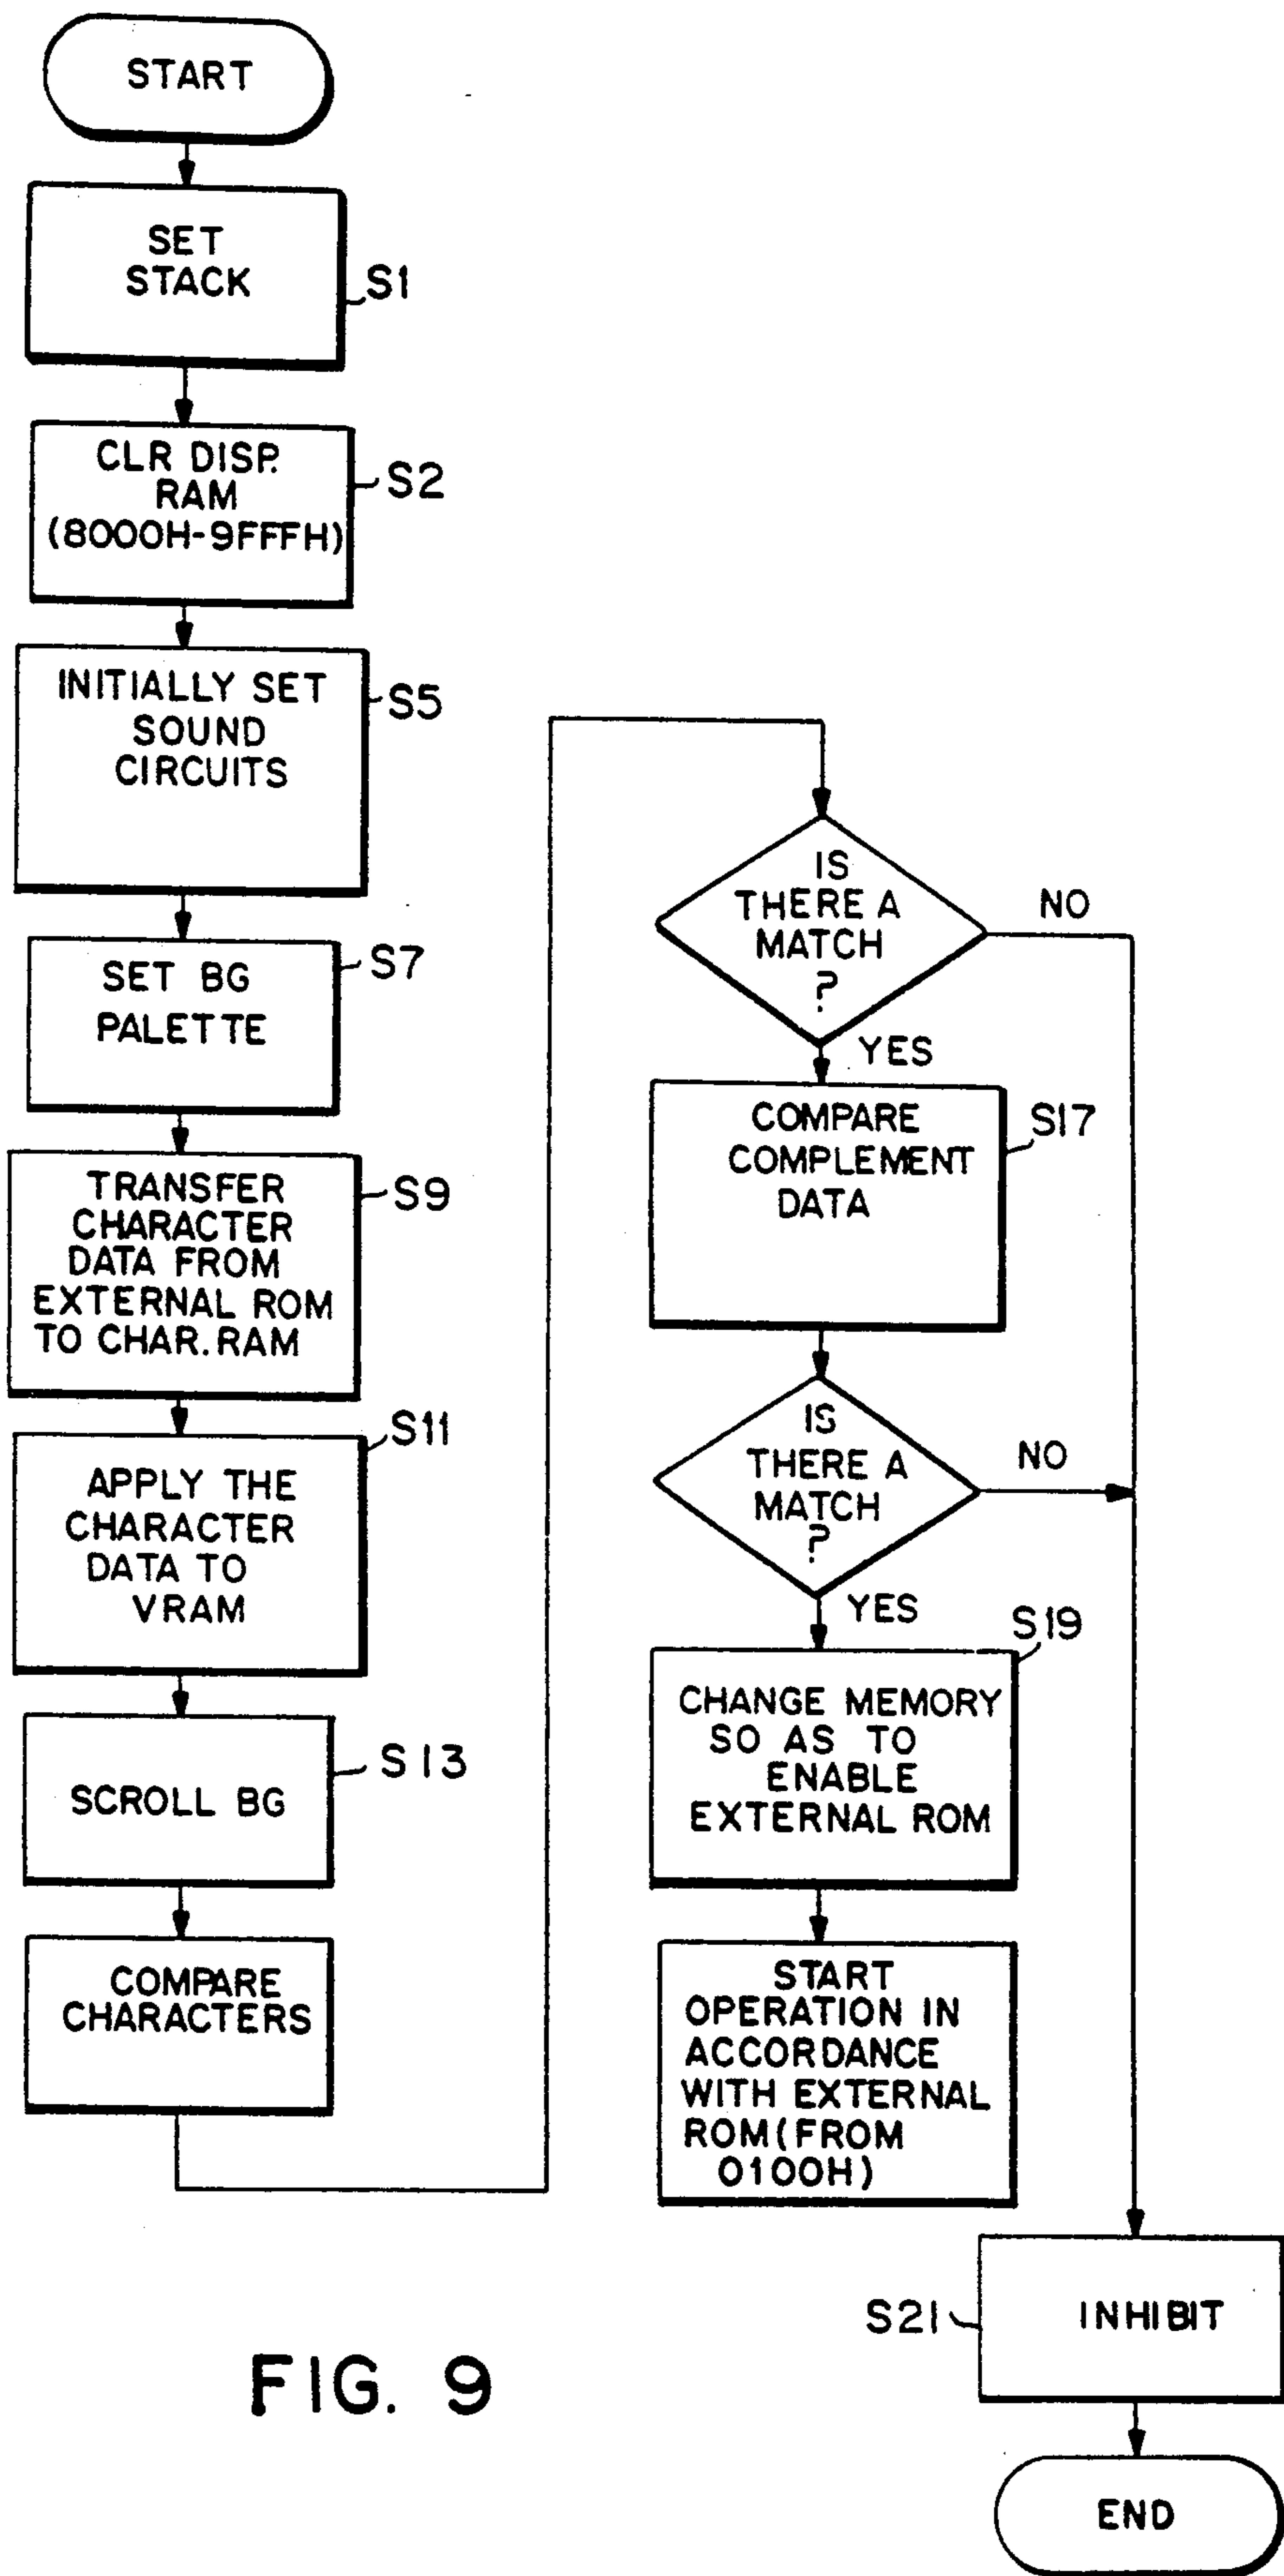 START
SET
STACK
S1
CLR DISP.
RAM
(8000H-9FFFH)
S2
INITIALLY SET
SOUND
CIRCUITS
S5
SET BG
PALETTE
S7
TRANSFER
CHARACTER
DATA FROM
EXTERNAL ROM
TO CHAR. RAM
S9
APPLY THE
CHARACTER
DATA TO
VRAM
S11
SCROLL BG
S13
COMPARE
CHARACTERS
IS
THERE A
MATCH
?
NO
YES
COMPARE
COMPLEMENT
DATA
S17
IS
THERE A
MATCH
?
NO
YES
S19
CHANGE MEMORY
SO AS TO
ENABLE
EXTERNAL ROM
START
OPERATION IN
ACCORDANCE
WITH EXTERNAL
ROM (FROM
0100H)
S21
INHIBIT
END
FIG. 9